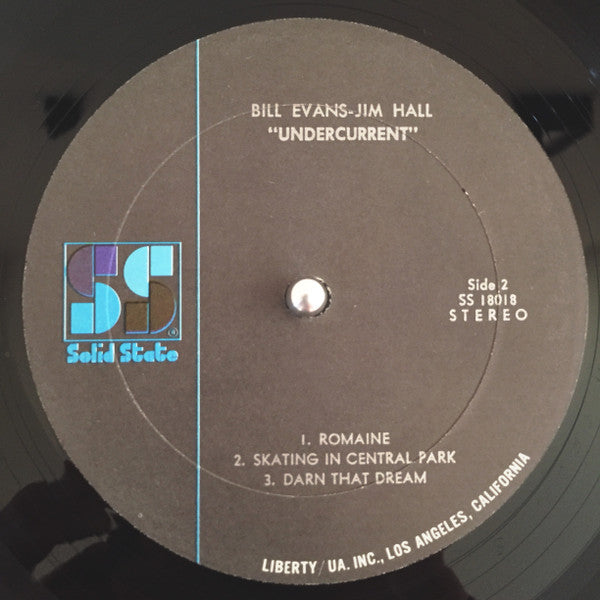 BILL EVANS-JIM HALL
"UNDERCURRENT"
SS
Solid State
Side 2
SS 18018
STEREO
1. ROMAINE
2. SKATING IN CENTRAL PARK
3. DARN THAT DREAM
LIBERTY/UA. INC., LOS ANGELES, CALIFORNIA